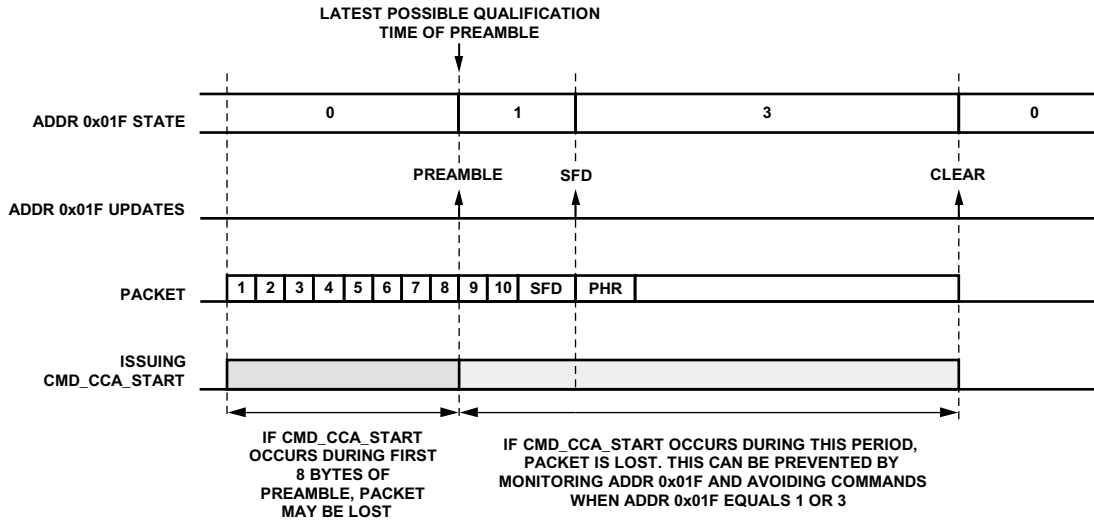 LATEST POSSIBLE QUALIFICATION
TIME OF PREAMBLE
ADDR 0x01F STATE
0
1
3
0
PREAMBLE
SFD
CLEAR
ADDR 0x01F UPDATES
PACKET
1 2 3 4 5 6 7 8 9 10 SFD PHR
ISSUING
CMD_CCA_START
IF CMD_CCA_START
OCCURS DURING FIRST
8 BYTES OF
PREAMBLE, PACKET
MAY BE LOST
IF CMD_CCA_START OCCURS DURING THIS PERIOD,
PACKET IS LOST. THIS CAN BE PREVENTED BY
MONITORING ADDR 0x01F AND AVOIDING COMMANDS
WHEN ADDR 0x01F EQUALS 1 OR 3